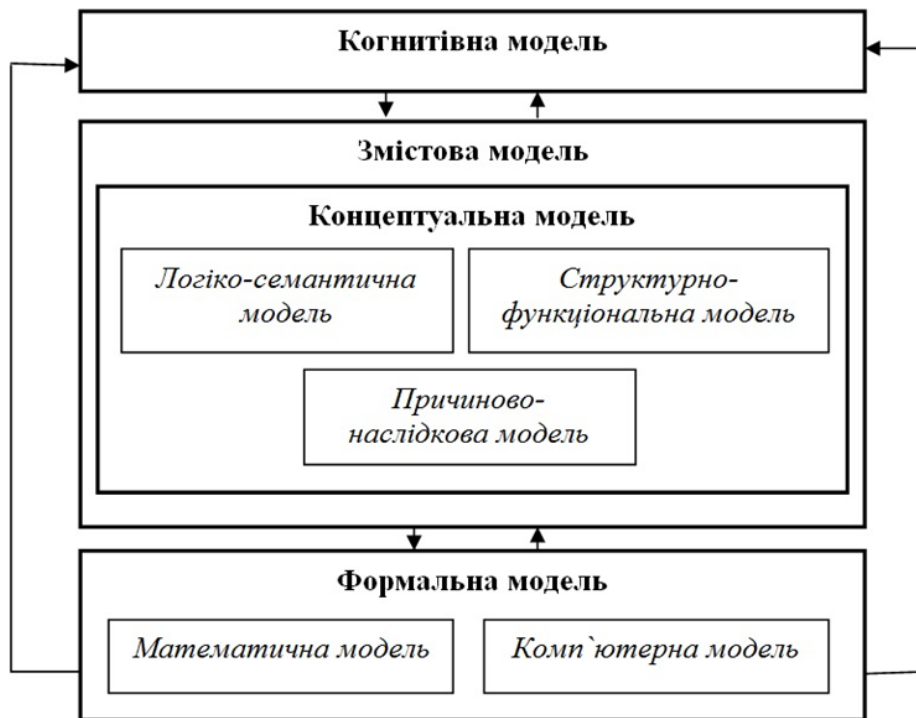 Когнитівна модель
Змістова модель
Концептуальна модель
Логіко-семантична
модель
Структурно-
функціональна модель
Причиново-
наслідкова модель
Формальна модель
Математична модель
Комп`ютерна модель